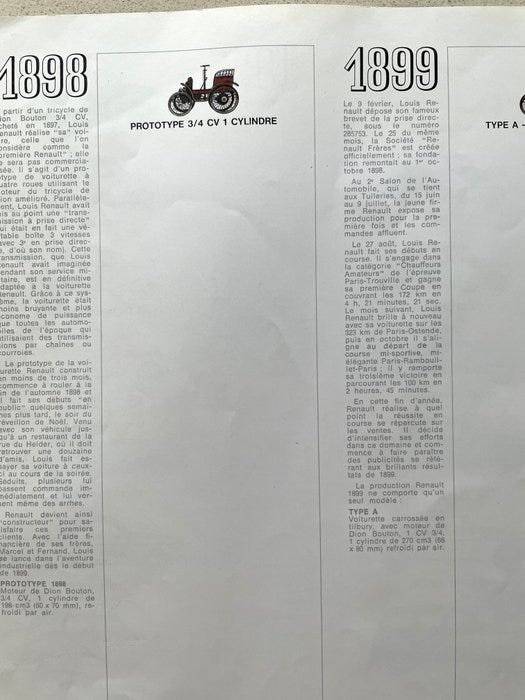 1898
partir d'un tricycle de
ion Bouton 3/4 CV,
cheté en 1897, Louis
enault réalise "sa" voi-
re, celle que l'on
onsidère comme la
première Renault" ; elle
e sera pas commercia-
sée. Il s'agit d'un pro-
type de voiturette à
uatre roues utilisant le
oteur du tricycle de
ion amélioré. Parallèle-
ent, Louis Renault avait
is au point une "trans-
ission à prise directe"
ui était en fait une vé-
table boîte 3 vitesses
avec 3e en prise direc-
e, d'où son nom). Cette
ransmission, que Louis
enault avait imaginée
endant son service mi-
taire, est en définitive
daptée à la voiturette
enault. Grâce à ce sys-
ème, la voiturette était
oins bruyante et plus
conome de puissance
ue toutes les automo-
iles de l'époque qui
tilisaient des transmis-
ions par chaînes ou
ourroies.
Le prototype de la voi-
urette Renault construit
en moins de trois mois,
commence à rouler à la
in de l'automne 1898 et
l fait ses débuts "en
public" quelques semai-
nes plus tard, le soir du
réveillon de Noël. Venu
avec son véhicule jus-
qu'à un restaurant de la
rue du Helder, où il doit
retrouver une douzaine
d'amis, Louis fait es-
sayer sa voiture à ceux-
ci au cours de la soirée.
Séduits, plusieurs lui
passent commande im-
médiatement et lui ver-
sent même des arrhes.
Renault devient ainsi
"constructeur" pour sa-
tisfaire ces premiers
clients. Avec l'aide fi-
nancière de ses frères,
Marcel et Fernand, Louis
se lance dans l'aventure
industrielle dès le début
de 1899.
PROTOTYPE 1898
Moteur de Dion Bouton,
3/4 CV, 1 cylindre de
198 cm3 (60 x 70 mm), re-
froidi par air.
PROTOTYPE 3/4 CV 1 CYLINDRE
1899
Le 9 février, Louis Re-
nault dépose son fameux
brevet de la prise direc-
te, sous le numéro
285753. Le 25 du même
mois, la Société "Re-
nault Frères" est créée
officiellement ; sa fonda-
tion remontait au 1er oc-
tobre 1898.
Au 2e Salon de l'Au-
tomobile, qui se tient
aux Tuileries, du 15 juin
au 9 juillet, la jeune fir-
me Renault expose sa
production pour la pre-
mière fois et les com-
mandes affluent.
Le 27 août, Louis Re-
nault fait ses débuts en
course. Il s'engage dans
la catégorie "Chauffeurs
Amateurs" de l'épreuve
Paris-Trouville et gagne
sa première Coupe en
couvrant les 172 km en
4 h, 21 minutes, 21 sec.
Le mois suivant, Louis
Renault brille à nouveau
avec sa voiturette sur les
323 km de Paris-Ostende,
puis en octobre il s'ali-
gne au départ de la
course mi-sportive, mi-
élégante Paris-Rambouil-
let-Paris ; il y remporte
sa troisième victoire en
parcourant les 100 km en
2 heures, 45 minutes.
En cette fin d'année,
Renault réalise à quel
point la réussite en
course se répercute sur
les ventes. Il décide
d'intensifier ses efforts
dans ce domaine et com-
mence à faire paraître
des publicités se réfé-
rant aux brillants résul-
tats de 1899.
La production Renault
1899 ne comporte qu'un
seul modèle :
TYPE A
Voiturette carrossée en
tilbury, avec moteur de
Dion Bouton, 1 CV 3/4,
1 cylindre de 270 cm3 (66
x 80 mm) refroidi par air.
TYPE A -